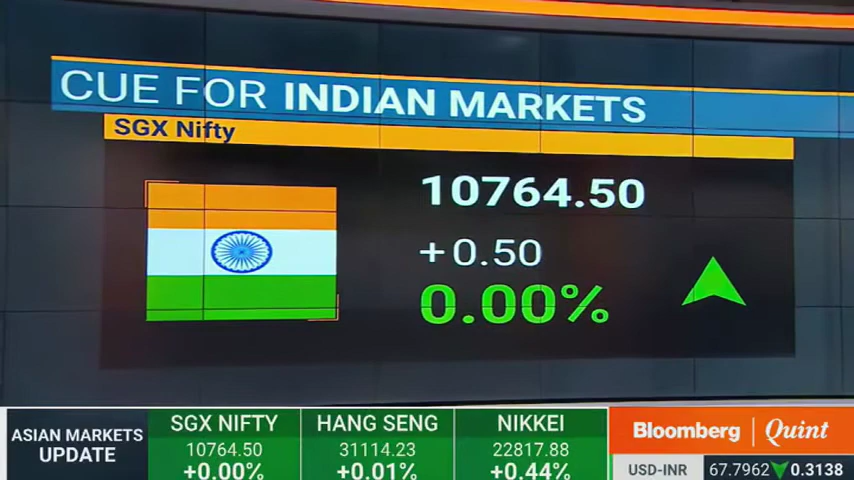 CUE FOR INDIAN MARKETS
SGX Nifty
10764.50
+0.50
0.00%
ASIAN MARKETS
UPDATE
SGX NIFTY
10764.50
+0.00%
HANG SENG
31114.23
+0.01%
NIKKEI
22817.88
+0.44%
Bloomberg | Quint
USD-INR 67.7962 0.3138